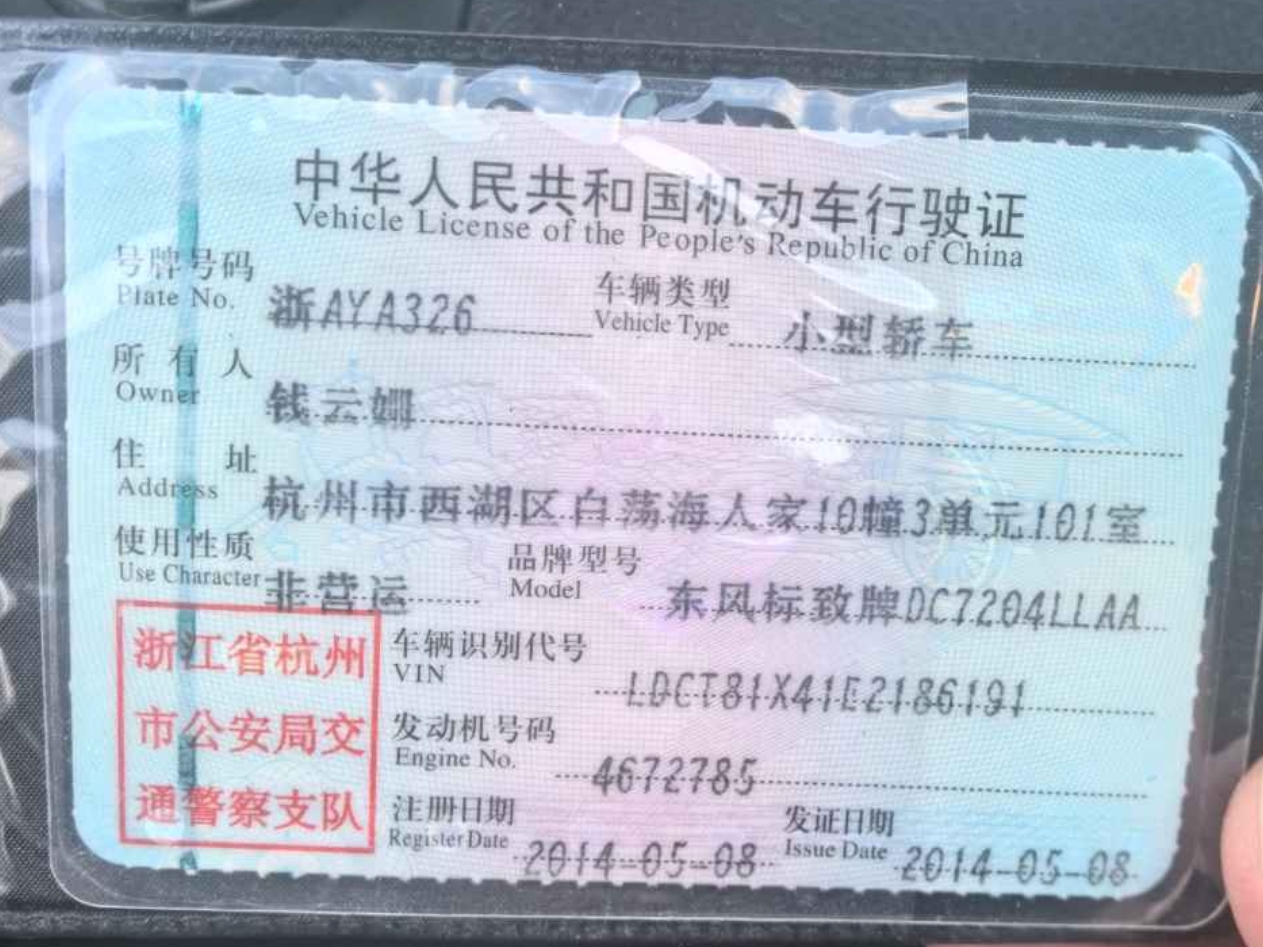 中华人民共和国机动车行驶证
Vehicle License of the People's Republic of China
号牌号码 浙AYA326 车辆类型 小型轿车
Plate No. Vehicle Type
所有人 钱云姗
Owner
住址 杭州市西湖区白荡海人家10幢3单元101室
Address
使用性质 非营运 品牌型号 东风标致牌DC7204LLAA
Use Character Model
浙江省杭州
市公安局交
通警察支队
车辆识别代号 LDCT81X41E2186191
VIN
发动机号码 4672785
Engine No.
注册日期 2014-05-08 发证日期 2014-05-08
Register Date Issue Date